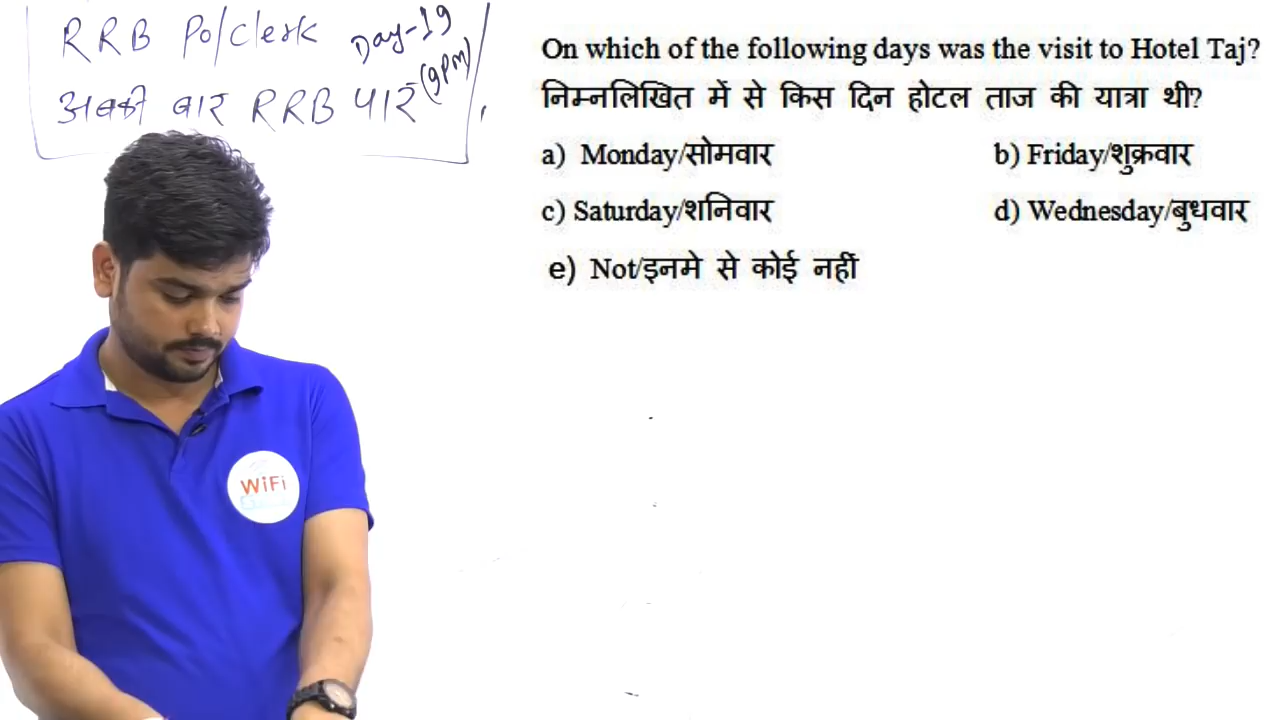 RRB Po/Clerk Day-19
अबकी बार RRB पार (9PM)
On which of the following days was the visit to Hotel Taj?
निम्नलिखित में से किस दिन होटल ताज की यात्रा थी?
a) Monday/सोमवार b) Friday/शुक्रवार
c) Saturday/शनिवार d) Wednesday/बुधवार
e) Not/इनमे से कोई नहीं
WiFi